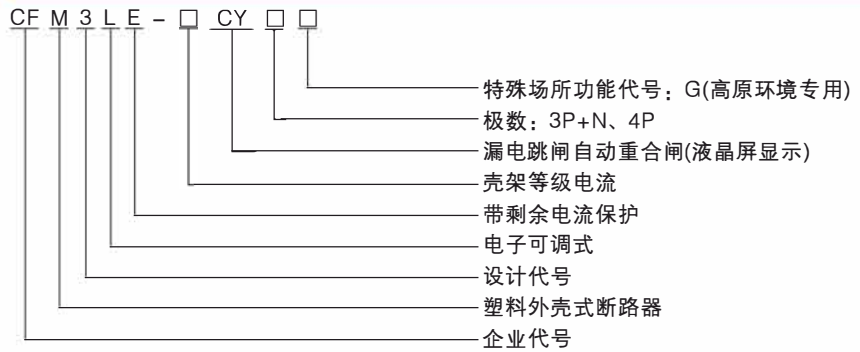 CF M 3 L E - □ CY □ □
特殊场所功能代号：G(高原环境专用)
极数：3P+N、4P
漏电跳闸自动重合闸(液晶屏显示)
壳架等级电流
带剩余电流保护
电子可调式
设计代号
塑料外壳式断路器
企业代号